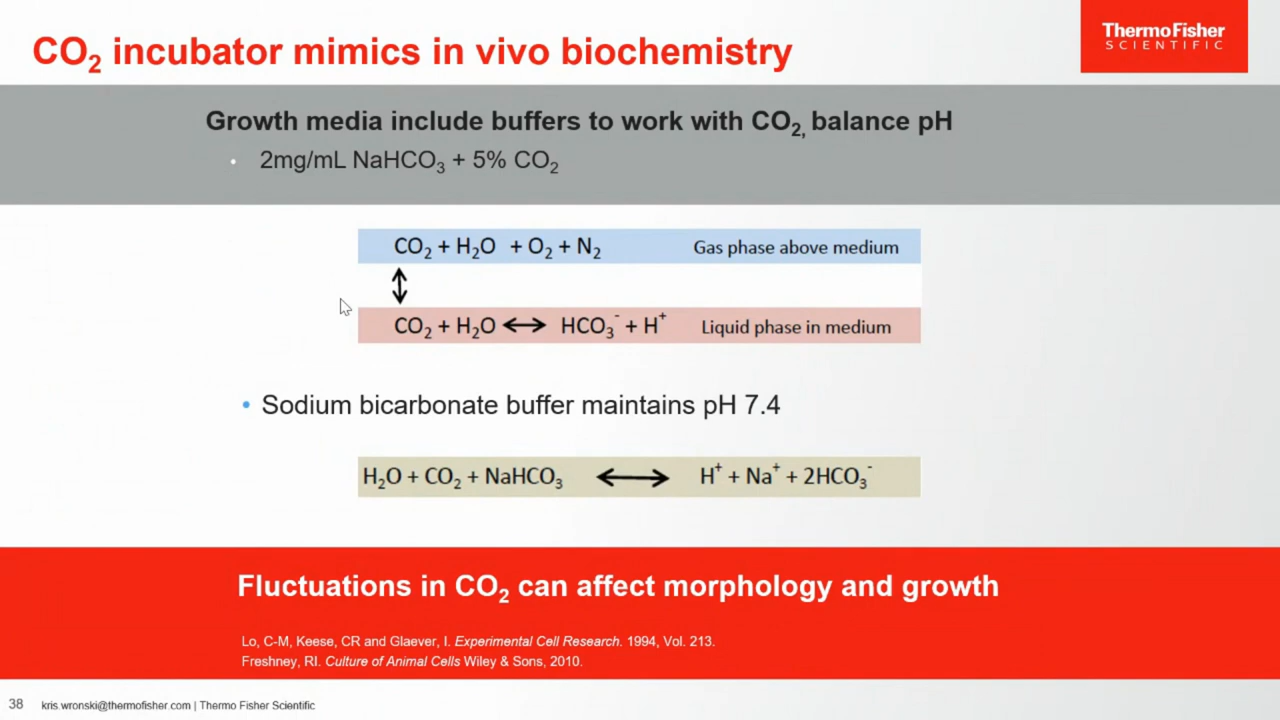 CO₂ incubator mimics in vivo biochemistry
ThermoFisher
SCIENTIFIC
Growth media include buffers to work with CO₂, balance pH
• 2mg/mL NaHCO₃ + 5% CO₂
CO₂ + H₂O + O₂ + N₂ Gas phase above medium
↕
CO₂ + H₂O ↔ HCO₃⁻ + H⁺ Liquid phase in medium
• Sodium bicarbonate buffer maintains pH 7.4
H₂O + CO₂ + NaHCO₃ ↔ H⁺ + Na⁺ + 2HCO₃⁻
Fluctuations in CO₂ can affect morphology and growth
Lo, C-M, Keese, CR and Glaever, I. Experimental Cell Research. 1994, Vol. 213.
Freshney, RI. Culture of Animal Cells Wiley & Sons, 2010.
38 kris.wronski@thermofisher.com | Thermo Fisher Scientific